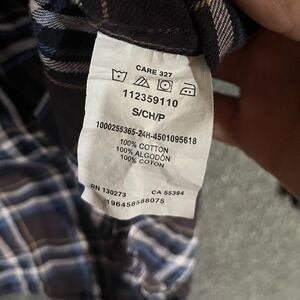 CARE 327
112359110
S/CH/P
1000255365-24H-4501095618
100% COTTON
100% ALGODÓN
100% COTON
RN 130273 CA 55394
196458588075